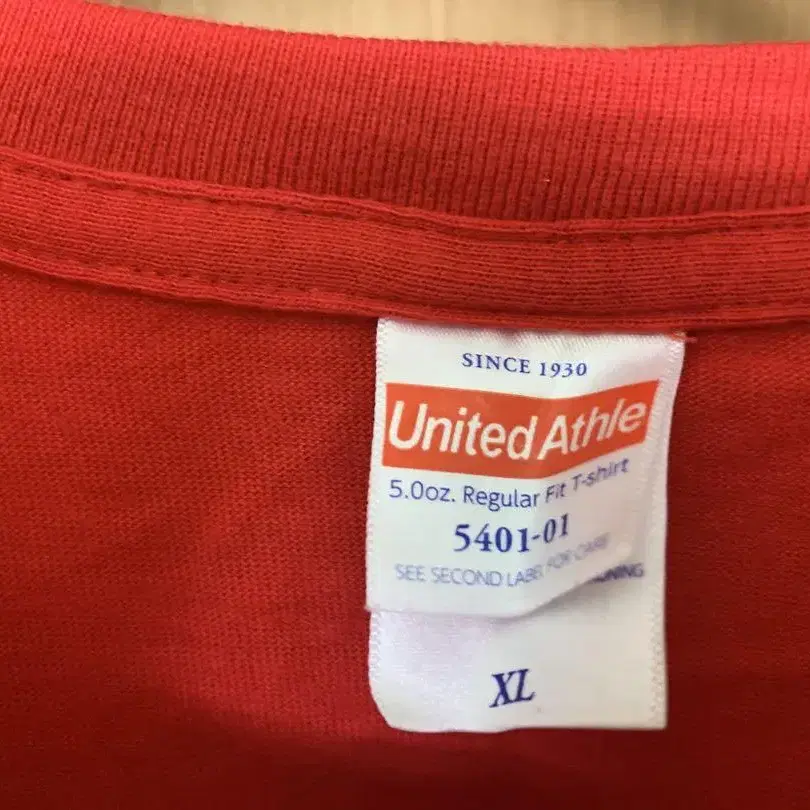 SINCE 1930
United Athle
5.0oz. Regular Fit T-shirt
5401-01
SEE SECOND LABEL FOR CARE
XL